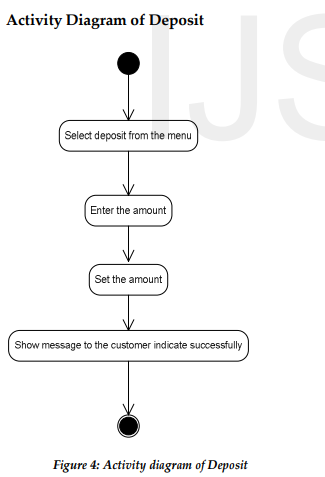 Activity Diagram of Deposit
IJS
Select deposit from the menu
Enter the amount
Set the amount
Show message to the customer indicate successfully
Figure 4: Activity diagram of Deposit